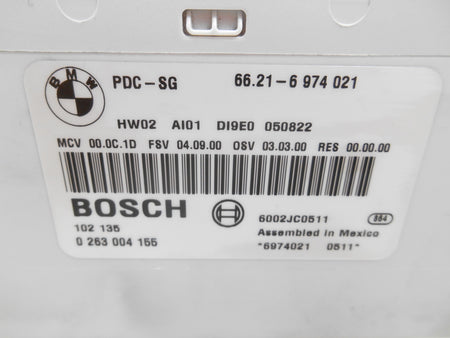 BMW PDC-SG 66.21-6 974 021
HW02 AI01 DI9E0 050822
MCV 00.0C.1D FSV 04.09.00 OSV 03.03.00 RES 00.00.00
BOSCH 6002JC0511 864
102 135 Assembled in Mexico
0 263 004 155 *6974021 0511*